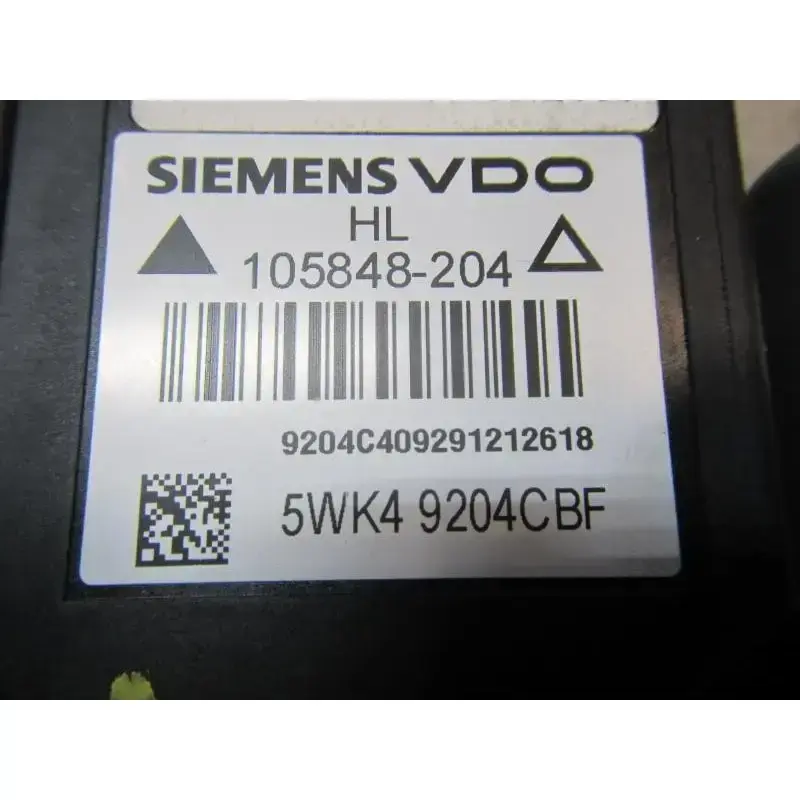 SIEMENS VDO
HL
105848-204
9204C409291212618
5WK4 9204CBF